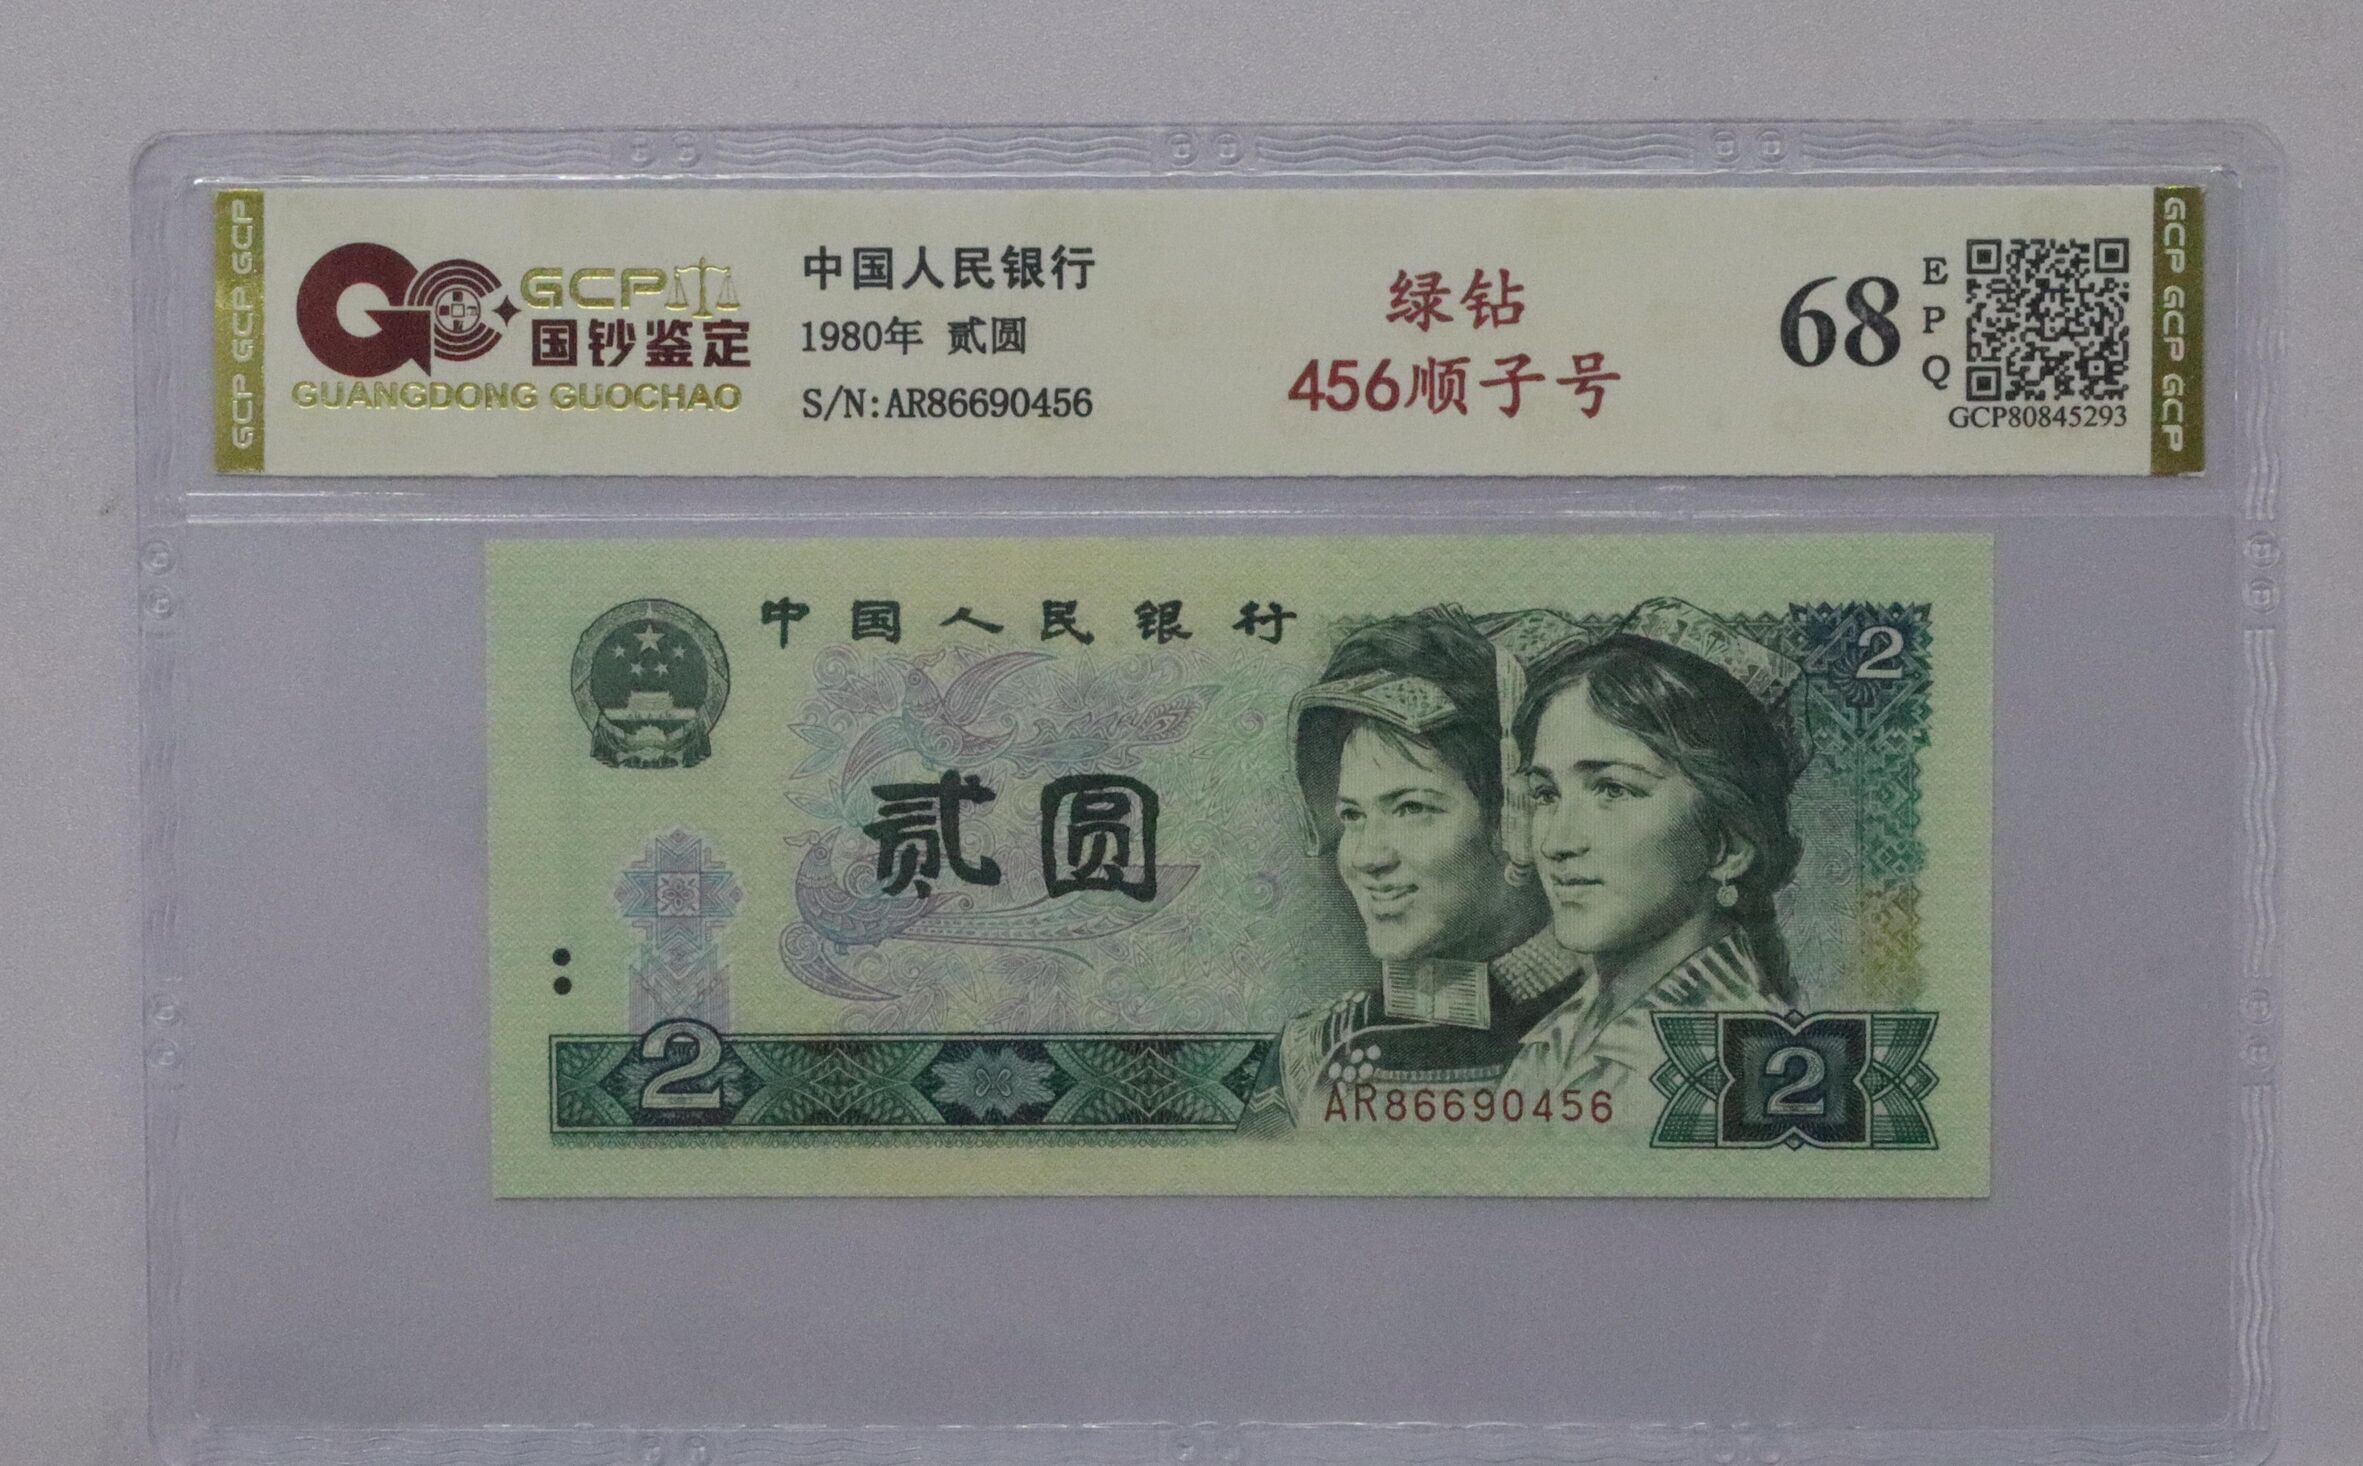 GCP GCP GCP
GCP
国钞鉴定
GUANGDONG GUOCHAO
中国人民银行
1980年 贰圆
S/N:AR86690456
绿钻
456顺子号
68
EPQ
GCP80845293
GCP GCP GCP
中国人民银行
2
贰圆
2
AR86690456
2